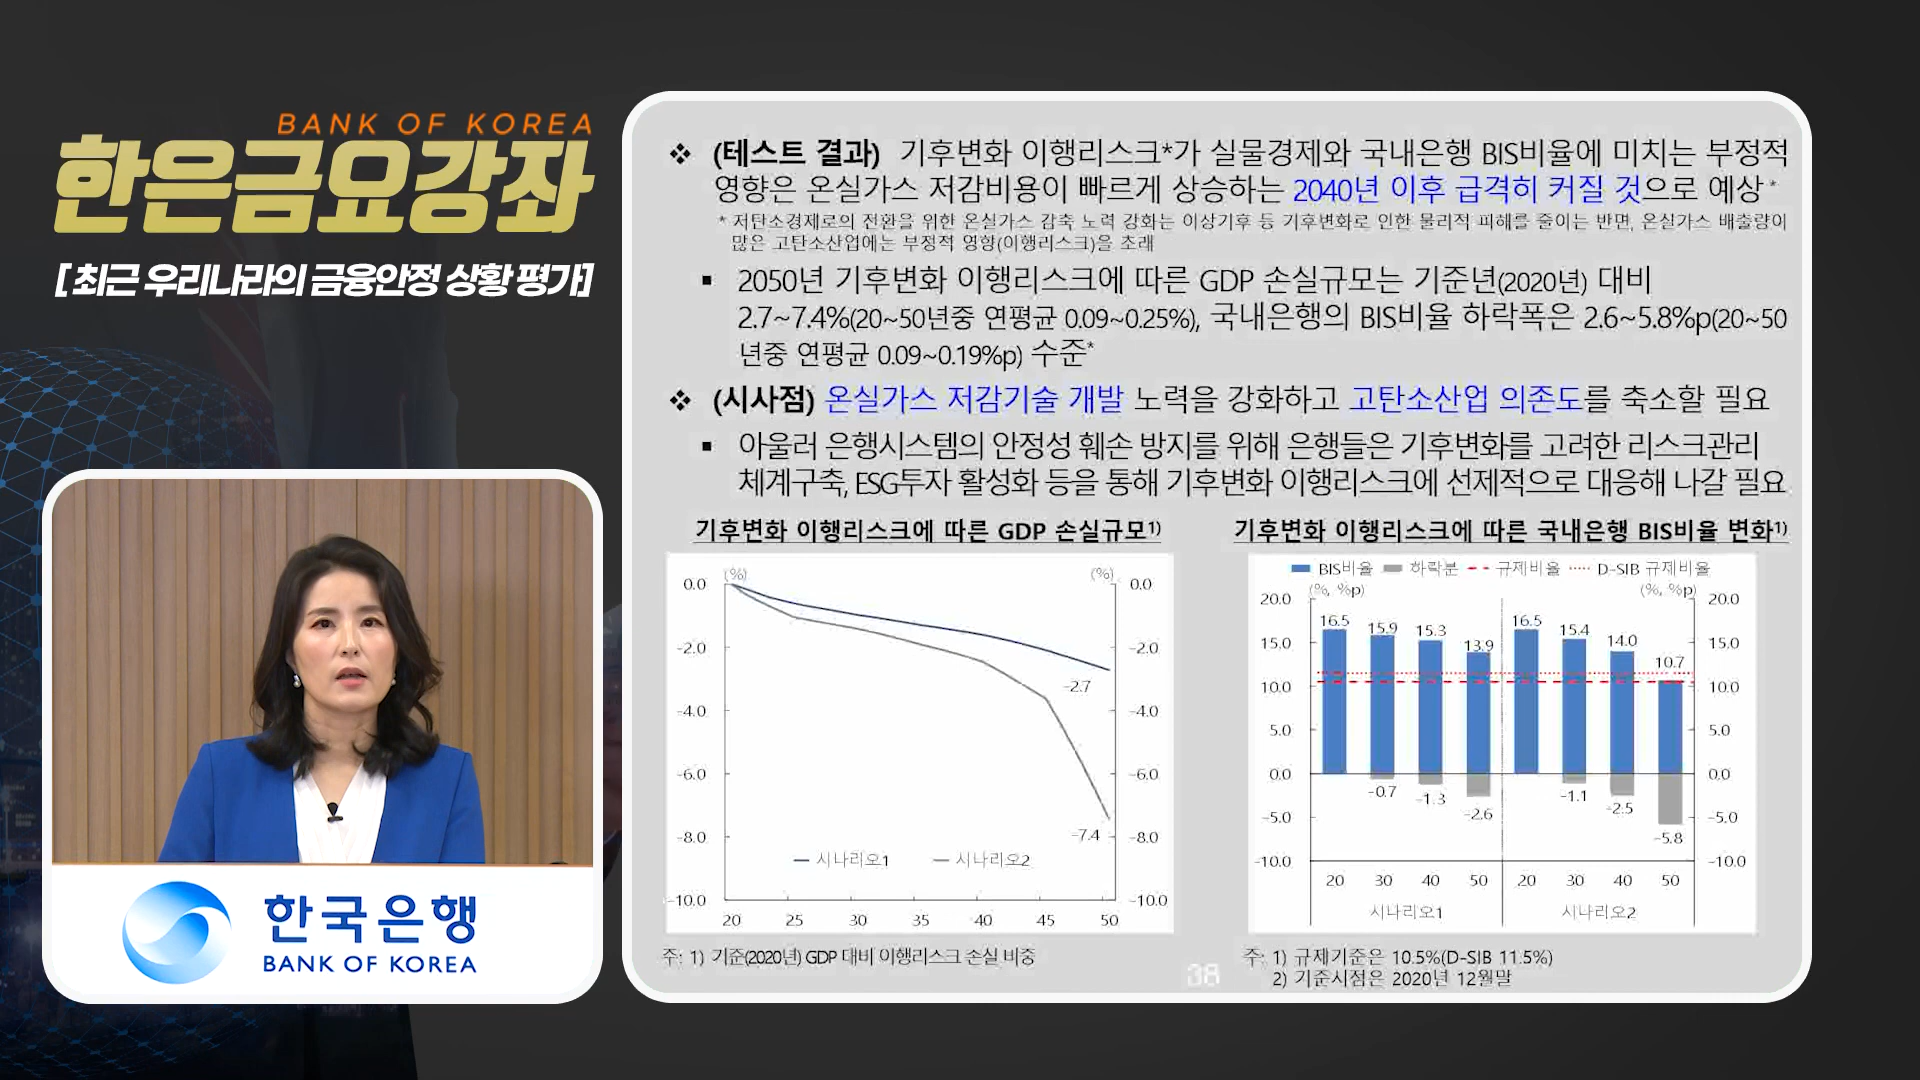 BANK OF KOREA
한은금요강좌
[ 최근 우리나라의 금융안정 상황 평가]
한국은행
BANK OF KOREA
❖ (테스트 결과) 기후변화 이행리스크*가 실물경제와 국내은행 BIS비율에 미치는 부정적
영향은 온실가스 저감비용이 빠르게 상승하는 2040년 이후 급격히 커질 것으로 예상*
* 저탄소경제로의 전환을 위한 온실가스 감축 노력 강화는 이상기후 등 기후변화로 인한 물리적 피해를 줄이는 반면, 온실가스 배출량이
많은 고탄소산업에는 부정적 영향(이행리스크)을 초래
▪ 2050년 기후변화 이행리스크에 따른 GDP 손실규모는 기준년(2020년) 대비
2.7~7.4%(20~50년중 연평균 0.09~0.25%), 국내은행의 BIS비율 하락폭은 2.6~5.8%p(20~50
년중 연평균 0.09~0.19%p) 수준*
❖ (시사점) 온실가스 저감기술 개발 노력을 강화하고 고탄소산업 의존도를 축소할 필요
▪ 아울러 은행시스템의 안정성 훼손 방지를 위해 은행들은 기후변화를 고려한 리스크관리
체계구축, ESG투자 활성화 등을 통해 기후변화 이행리스크에 선제적으로 대응해 나갈 필요
기후변화 이행리스크에 따른 GDP 손실규모1)
(%) (%)
0.0 0.0
-2.0 -2.0
-2.7
-4.0 -4.0
-6.0 -6.0
-7.4
-8.0 -8.0
시나리오1 시나리오2
-10.0 -10.0
20 25 30 35 40 45 50
주: 1) 기준(2020년) GDP 대비 이행리스크 손실 비중
기후변화 이행리스크에 따른 국내은행 BIS비율 변화1)
BIS비율 하락분 규제비율 D-SIB 규제비율
(%, %p) (%, %p)
20.0 20.0
16.5 15.9 15.3 13.9 16.5 15.4 14.0 10.7
15.0 15.0
10.0 10.0
5.0 5.0
0.0 0.0
-0.7 -1.3 -2.6 -1.1 -2.5 -5.8
-5.0 -5.0
-10.0 -10.0
20 30 40 50 20 30 40 50
시나리오1 시나리오2
주: 1) 규제기준은 10.5%(D-SIB 11.5%)
2) 기준시점은 2020년 12월말
38